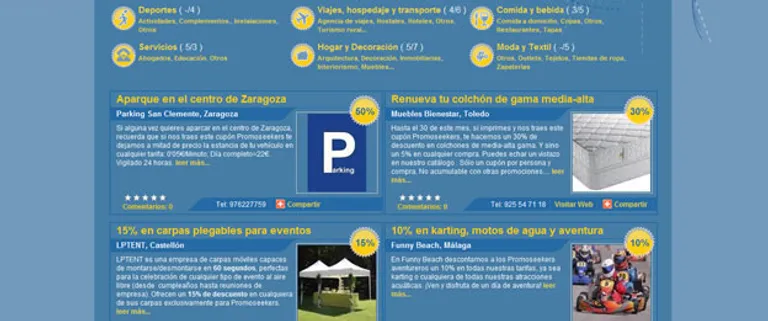 Deportes ( -/4 )
Actividades, Complementos,. Instalaciones,
Otros
Viajes, hospedaje y transporte ( 4/6 )
Agencia de viajes, Hostales, Hoteles, Otros,
Turismo rural...
Comida y bebida ( 3/5 )
Comida a domicilio, Copas, Otros,
Restaurantes, Tapas
Servicios ( 5/3 )
Abogados, Educación, Otros
Hogar y Decoración ( 5/7 )
Arquitectura, Decoración, Inmobiliarias,
Interiorismo, Muebles...
Moda y Textil ( -/5 )
Otros, Outlets, Tejidos, Tiendas de ropa,
Zapaterias
Aparque en el centro de Zaragoza
50%
Parking San Clemente, Zaragoza
Si alguna vez quieres aparcar en el centro de Zaragoza,
recuerda que si nos traes este cupón Promoseekers te
dejamos a mitad de precio la estancia de tu vehículo en
cualquier tarifa: 0'05€/Minuto; Día completo=22€.
Vigilado 24 horas. leer más...
Parking
Comentarios: 0
Tel: 976227759
Compartir
Renueva tu colchón de gama media-alta
30%
Muebles Bienestar, Toledo
Hasta el 30 de este mes, si imprimes y nos traes este
cupón Promoseekers, te hacemos un 30% de
descuento en colchones de media-alta gama. Y sino
un 5% en cualquier compra. Puedes echar un vistazo
en nuestro catálogo . Sólo un cupón por persona y
compra. No acumulable con otras promociones.... leer
más...
Comentarios: 0
Tel: 925 54 71 18
Visitar Web
Compartir
15% en carpas plegables para eventos
15%
LPTENT, Castellón
LPTENT es una empresa de carpas móviles capaces
de montarse/desmontarse en 60 segundos, perfectas
para la celebración de cualquier tipo de evento al aire
libre (desde cumpleaños hasta reuniones de
empresa). Ofrecen un 15% de descuento en cualquiera
de sus carpas exclusivamente para Promoseekers.
leer más...
10% en karting, motos de agua y aventura
10%
Funny Beach, Málaga
En Funny Beach descontamos a los Promoseekers
aventureros un 10% en todas nuestras tarifas, ya sea
karting o cualquiera de todas nuestras atracciones
acuáticas. ¡Ven y disfruta de un día de aventura! leer
más...